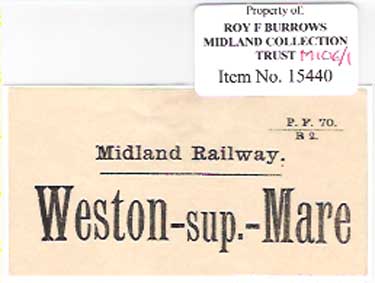 Property of:
ROY F BURROWS
MIDLAND COLLECTION
TRUST M106/1
Item No. 15440
P. F. 70.
R 2.
Midland Railway.
Weston-sup.-Mare